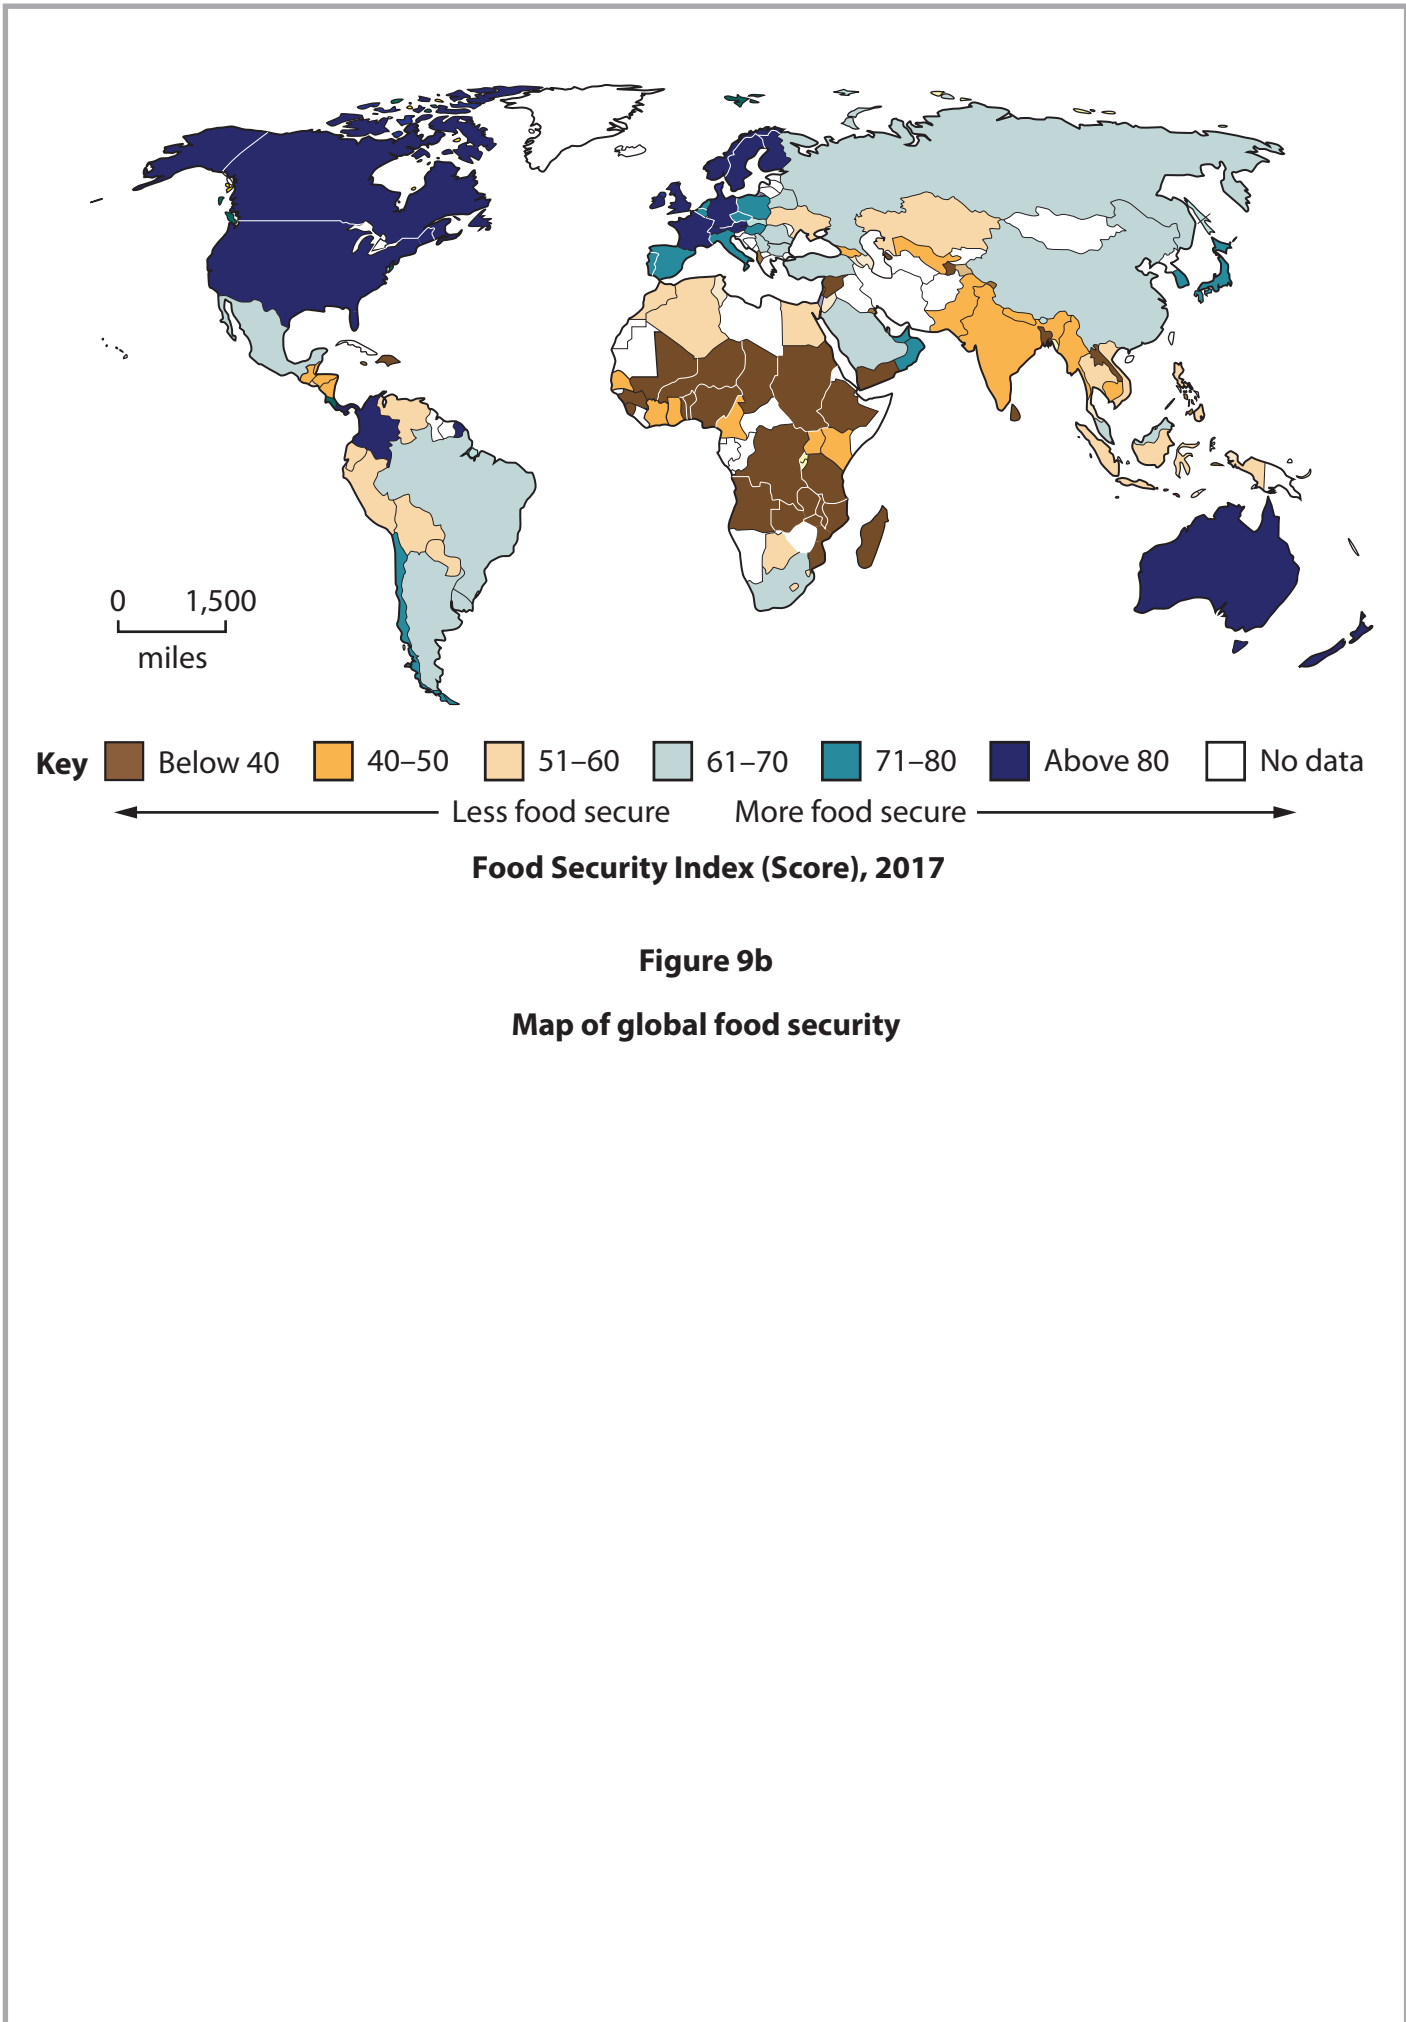 0 1,500
miles
Key Below 40 40–50 51–60 61–70 71–80 Above 80 No data
Less food secure More food secure
Food Security Index (Score), 2017
Figure 9b
Map of global food security